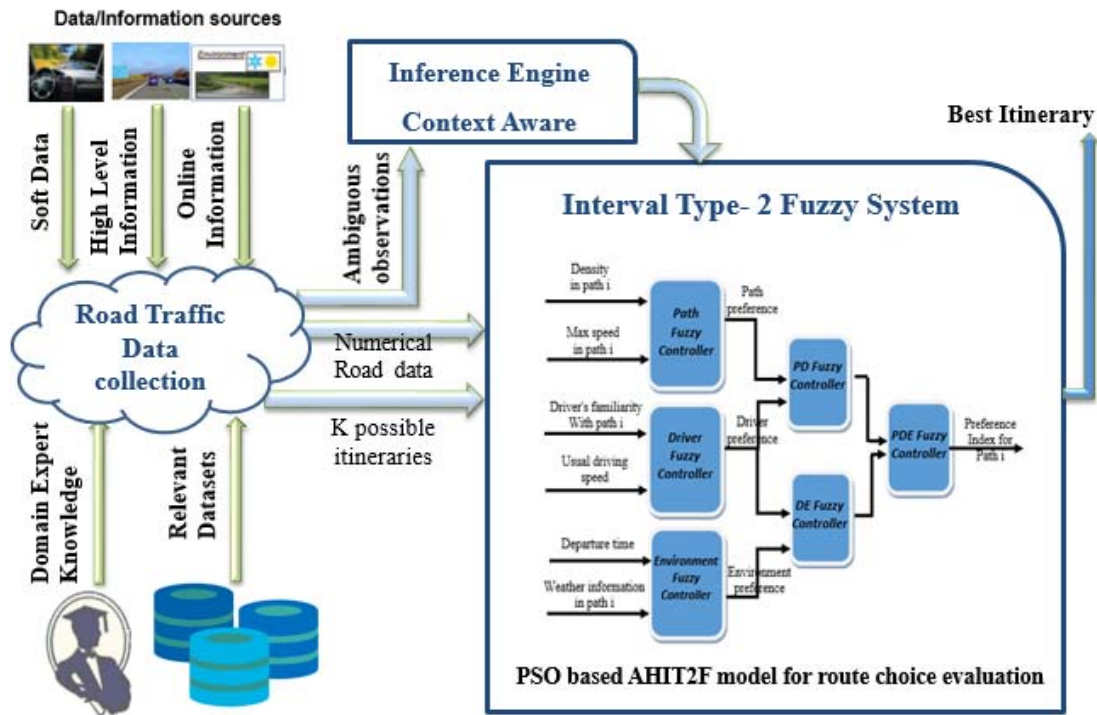 Data/Information sources
Environment
Soft Data
High Level
Information
Online
Information
Ambiguous
observations
Inference Engine
Context Aware
Best Itinerary
Road Traffic
Data
collection
Numerical
Road data
K possible
itineraries
Domain Expert
Knowledge
Relevant
Datasets
Interval Type- 2 Fuzzy System
Density
in path i
Max speed
in path i
Path
Fuzzy
Controller
Path
preference
Driver's familiarity
With path i
Usual driving
speed
Driver
Fuzzy
Controller
Driver
preference
Departure time
Weather information
in path i
Environment
Fuzzy
Controller
Environment
preference
PD Fuzzy
Controller
DE Fuzzy
Controller
PDE Fuzzy
Controller
Preference
Index for
Path i
PSO based AHIT2F model for route choice evaluation